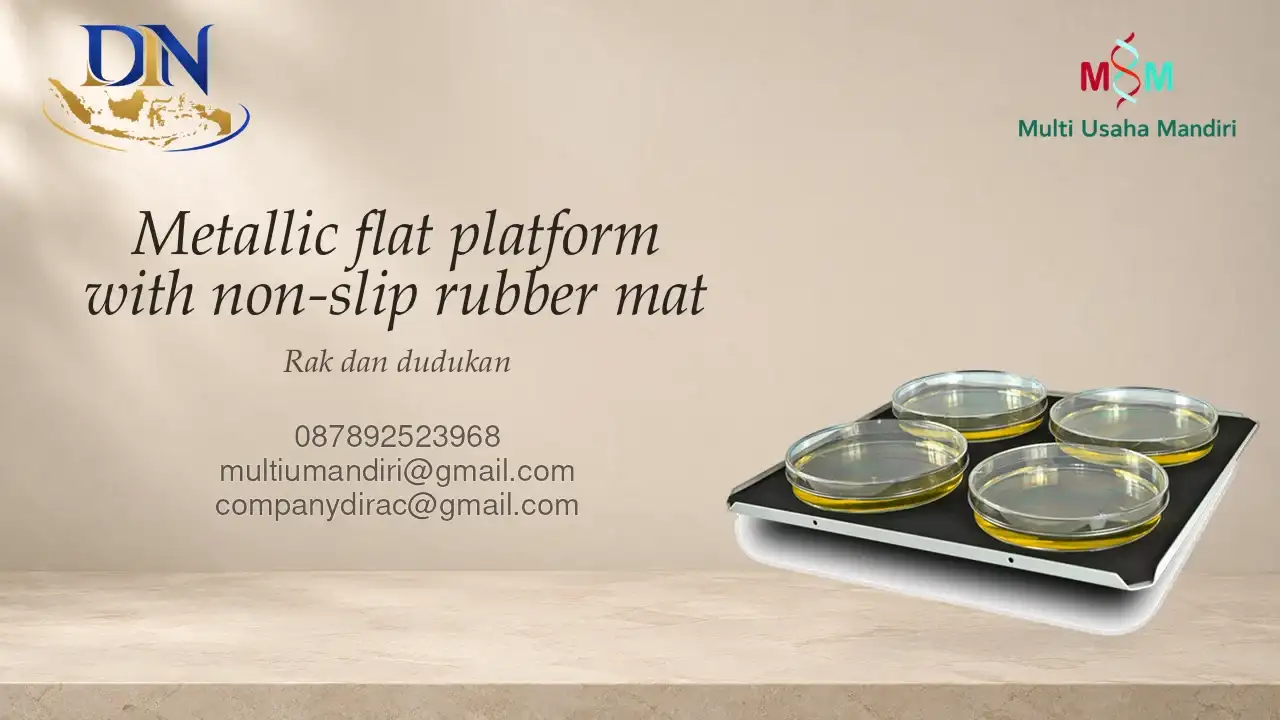 DIN
MSM
Multi Usaha Mandiri
Metallic flat platform
with non-slip rubber mat
Rak dan dudukan
087892523968
multiumandiri@gmail.com
companydirac@gmail.com